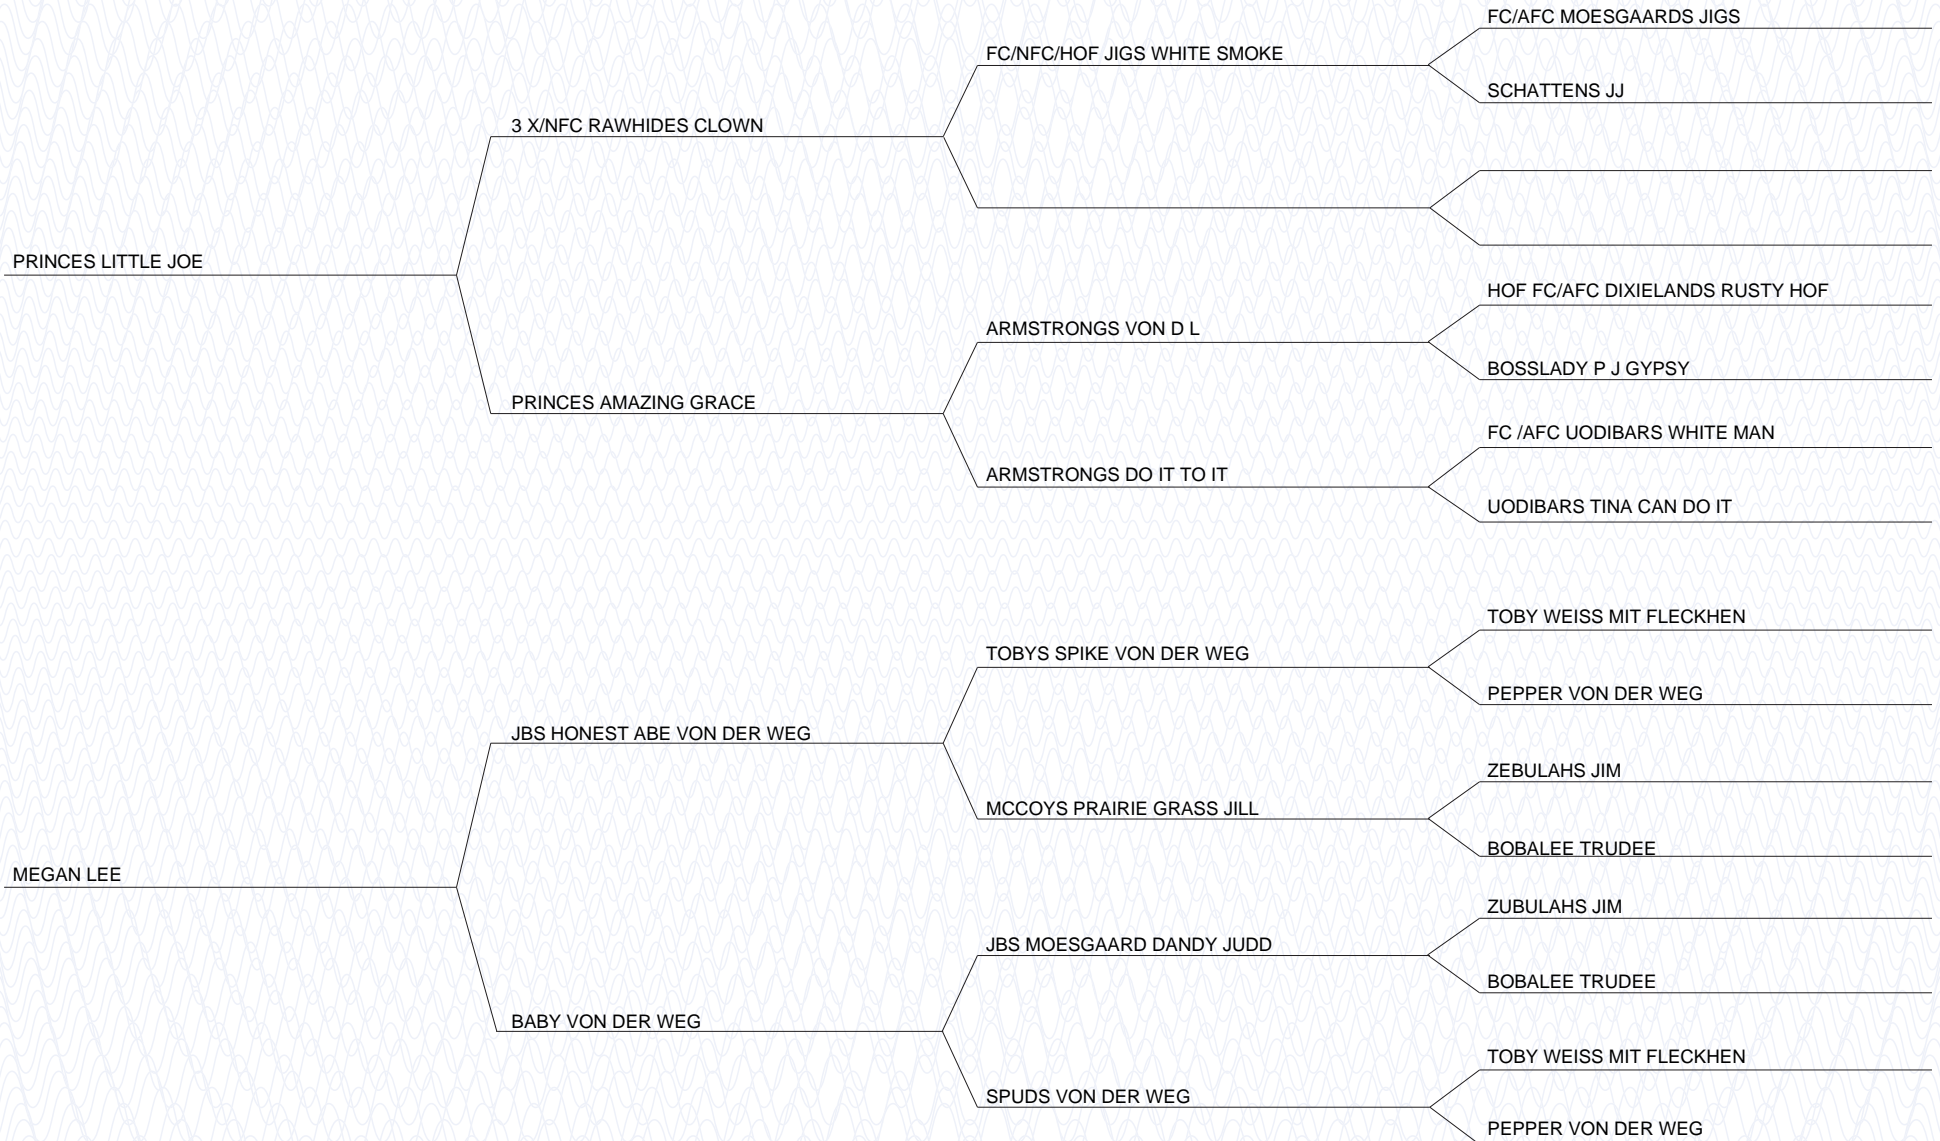 FC/AFC MOESGAARDS JIGS
FC/NFC/HOF JIGS WHITE SMOKE
SCHATTENS JJ
3 X/NFC RAWHIDES CLOWN
PRINCES LITTLE JOE
HOF FC/AFC DIXIELANDS RUSTY HOF
ARMSTRONGS VON D L
BOSSLADY P J GYPSY
PRINCES AMAZING GRACE
FC /AFC UODIBARS WHITE MAN
ARMSTRONGS DO IT TO IT
UODIBARS TINA CAN DO IT
TOBY WEISS MIT FLECKHEN
TOBYS SPIKE VON DER WEG
PEPPER VON DER WEG
JBS HONEST ABE VON DER WEG
ZEBULAHS JIM
MCCOYS PRAIRIE GRASS JILL
BOBALEE TRUDEE
MEGAN LEE
ZUBULAHS JIM
JBS MOESGAARD DANDY JUDD
BOBALEE TRUDEE
BABY VON DER WEG
TOBY WEISS MIT FLECKHEN
SPUDS VON DER WEG
PEPPER VON DER WEG